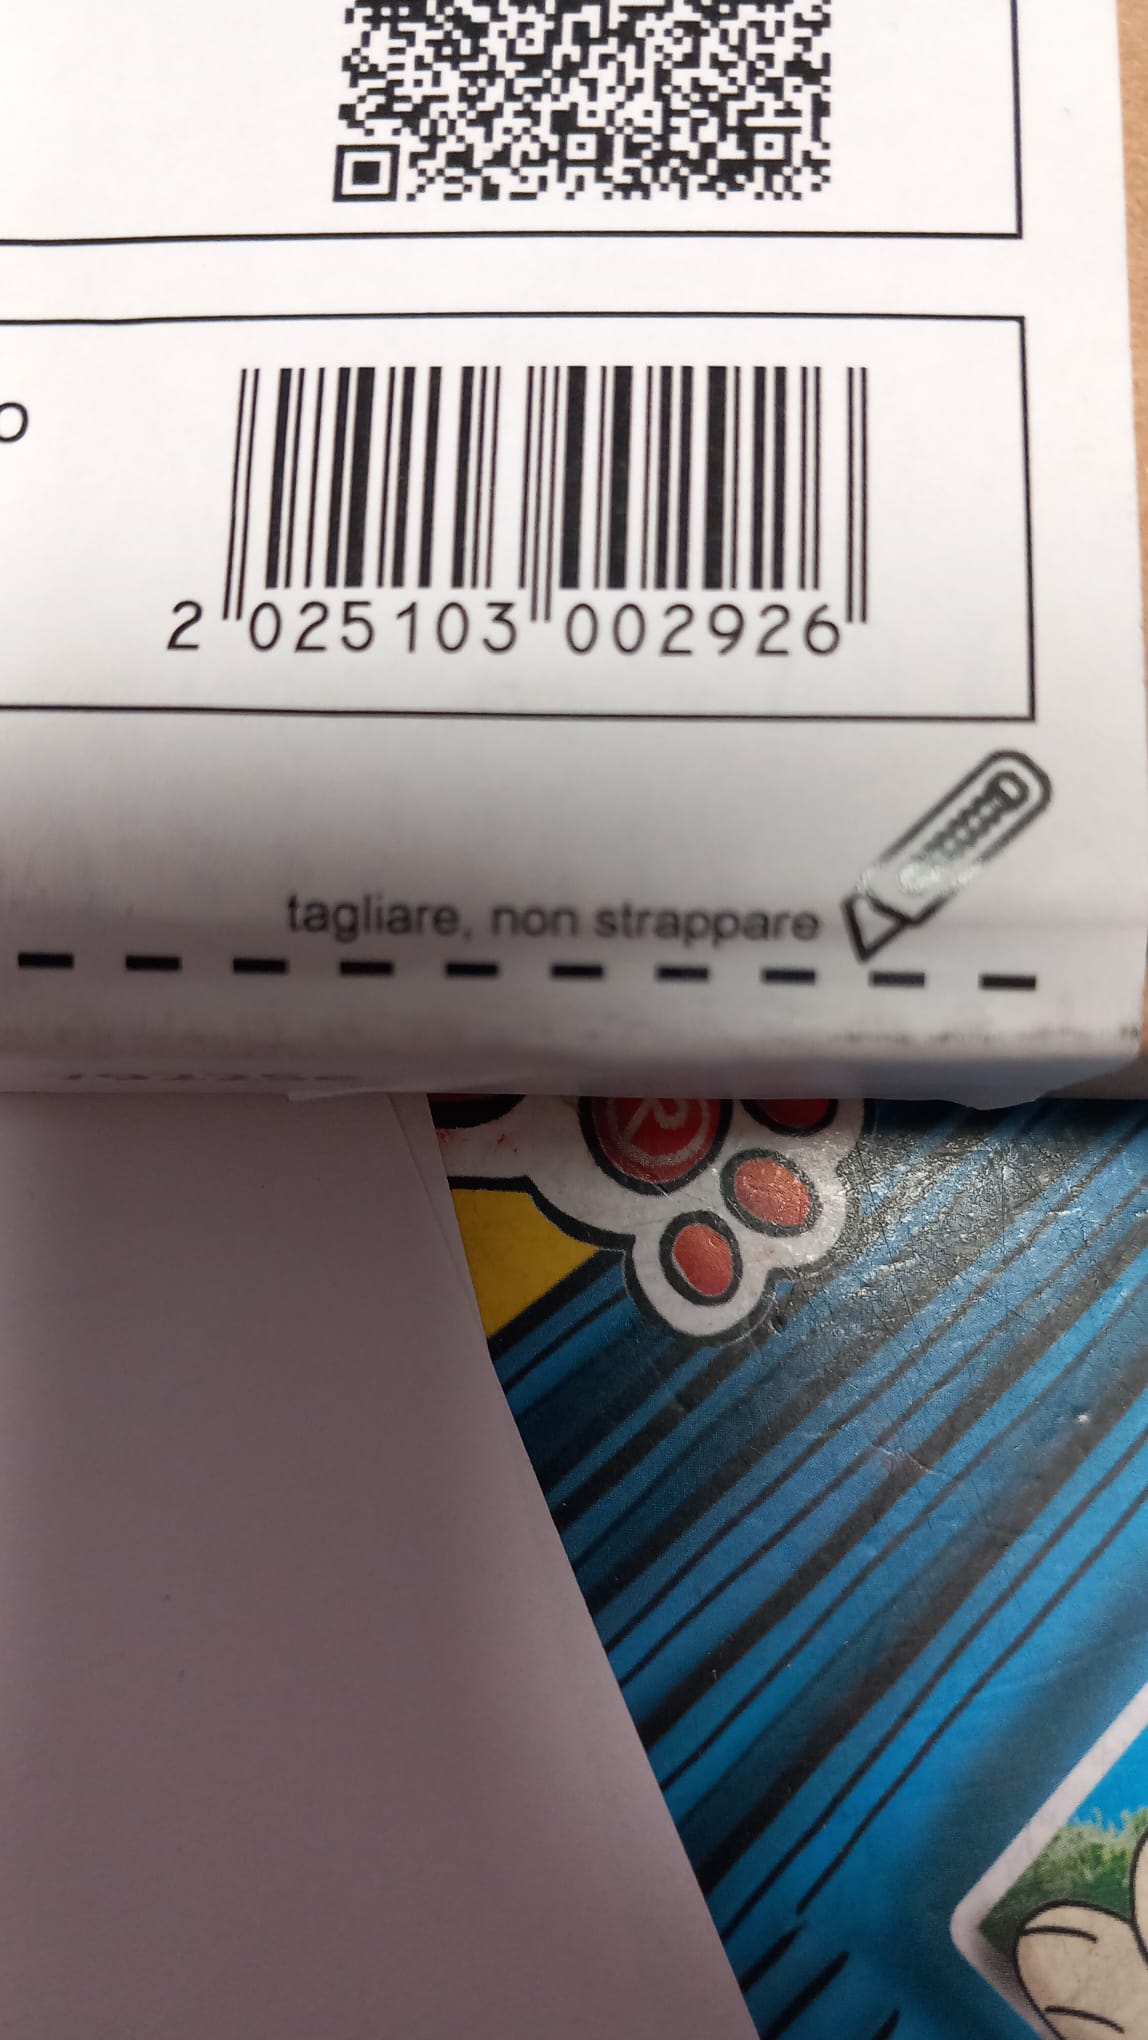 o
2 025103 002926
tagliare, non strappare
R